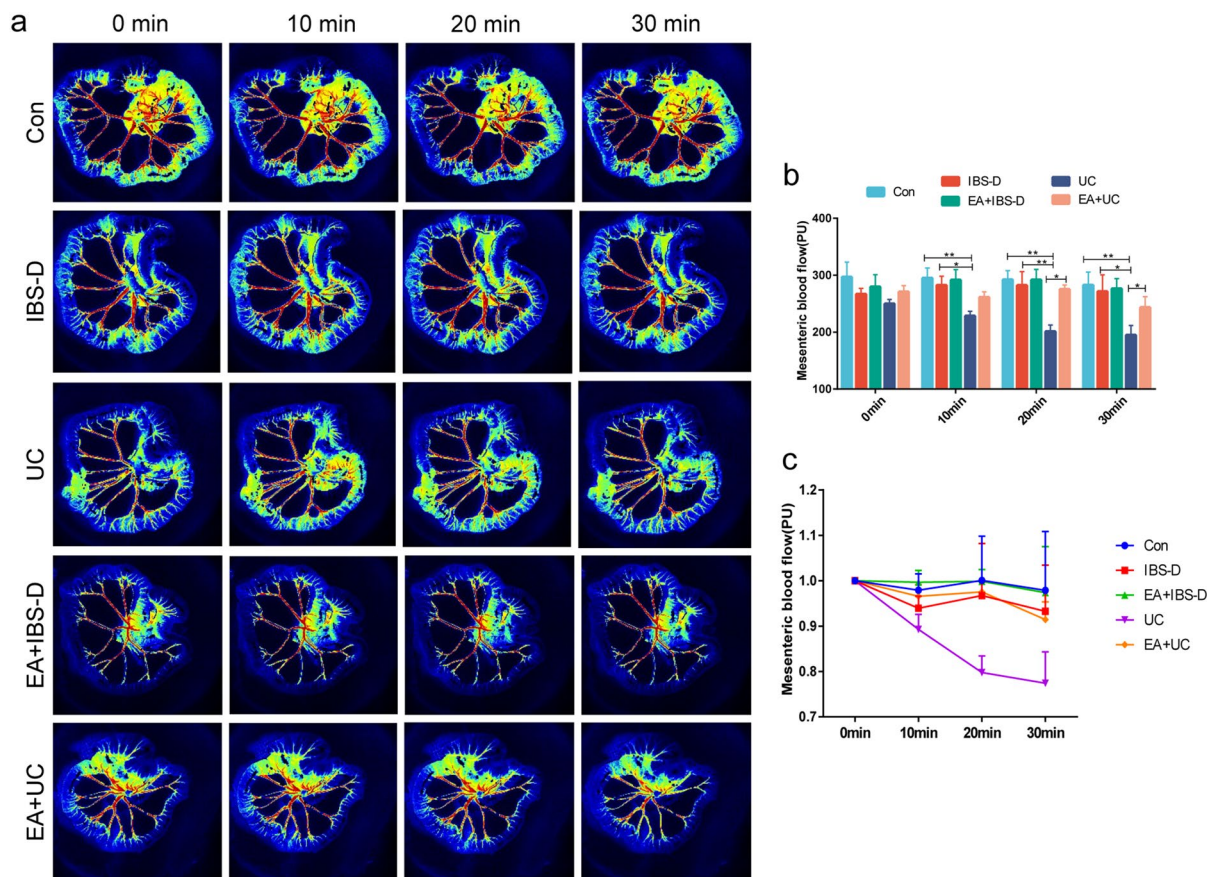 a
0 min 10 min 20 min 30 min
Con
IBS-D
UC
EA+IBS-D
EA+UC
b
Con IBS-D UC
EA+IBS-D EA+UC
Mesenteric blood flow(PU)
400
300
200
100
** ** **
* ** *
* *
0min 10min 20min 30min
c
Mesenteric blood flow(PU)
1.2
1.1
1.0
0.9
0.8
0.7
0min 10min 20min 30min
Con
IBS-D
EA+IBS-D
UC
EA+UC